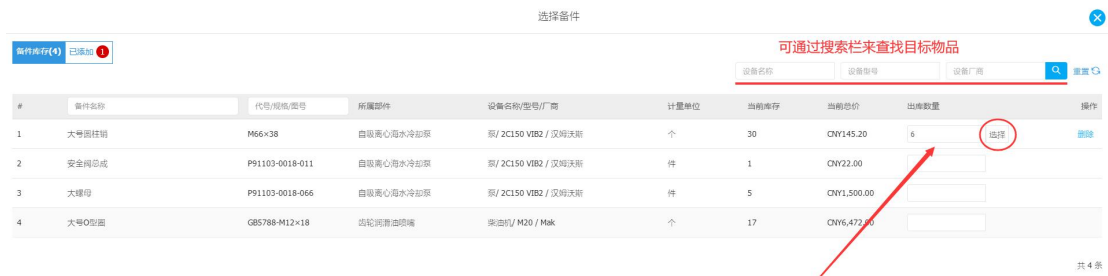 选择备件
备件库存(4) 已添加 1
可通过搜索栏来查找目标物品
设备名称 设备型号 设备厂商 重置
# 备件名称 代号/规格/图号 所属部件 设备名称/型号/厂商 计量单位 当前库存 当前总价 出库数量 操作
1 大号圆柱销 M66×38 自吸离心海水冷却泵 泵/ 2C150 VIB2 / 汉姆沃斯 个 30 CNY145.20 6 选择 删除
2 安全阀总成 P91103-0018-011 自吸离心海水冷却泵 泵/ 2C150 VIB2 / 汉姆沃斯 件 1 CNY22.00
3 大螺母 P91103-0018-066 自吸离心海水冷却泵 泵/ 2C150 VIB2 / 汉姆沃斯 件 5 CNY1,500.00
4 大号O型圈 GB5788-M12×18 齿轮润滑油喷嘴 柴油机/ M20 / Mak 个 17 CNY6,472.00
共 4 条